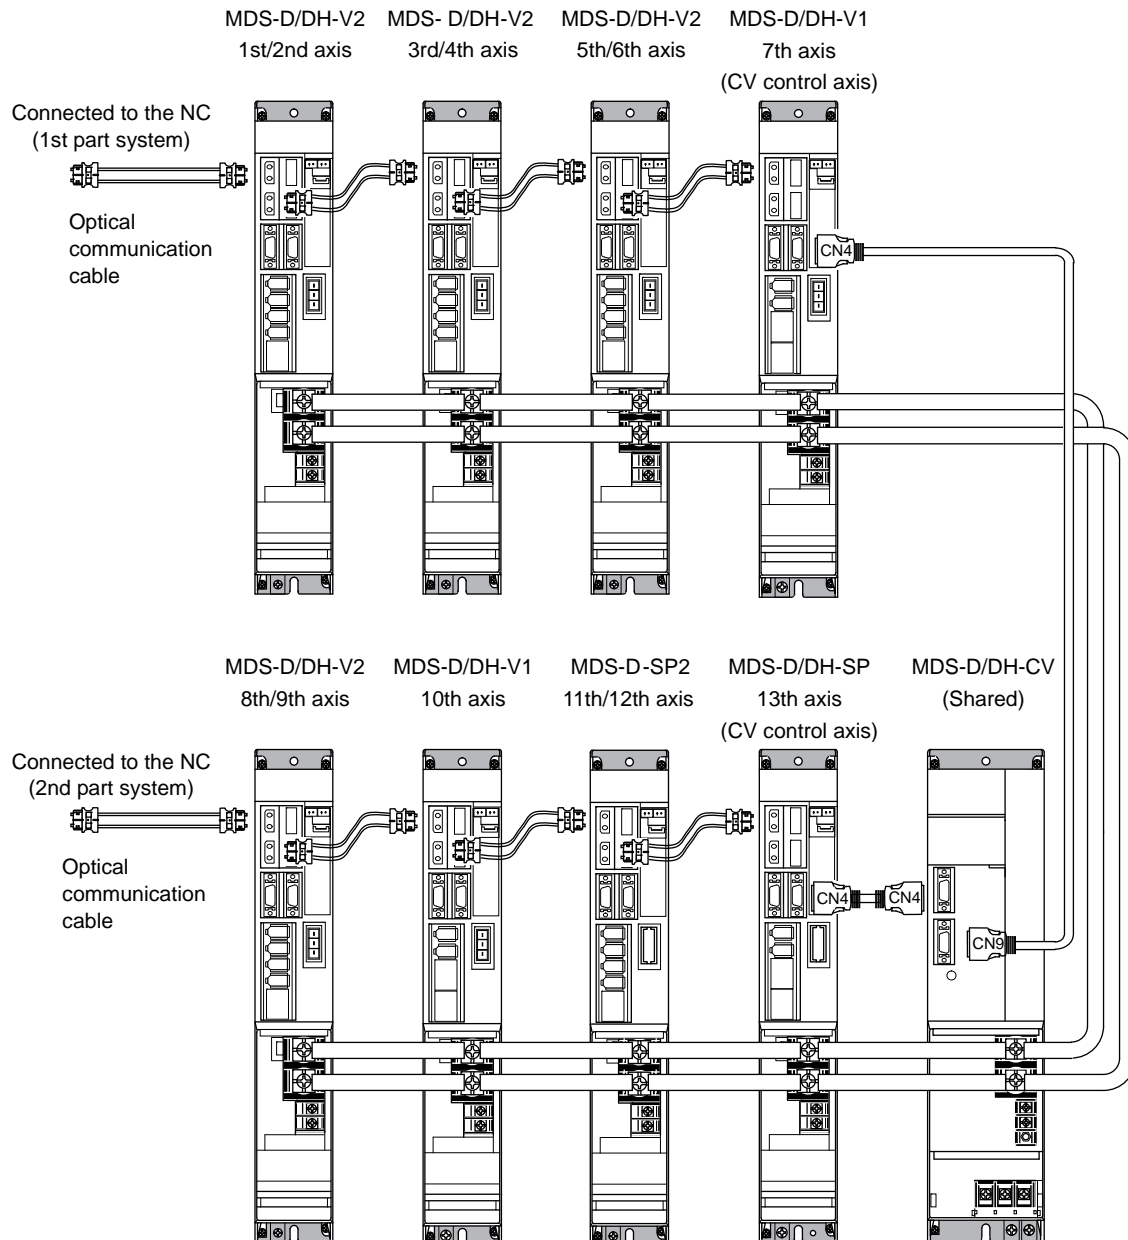 MDS-D/DH-V2 MDS- D/DH-V2 MDS-D/DH-V2 MDS-D/DH-V1
1st/2nd axis 3rd/4th axis 5th/6th axis 7th axis
(CV control axis)
Connected to the NC
(1st part system)
Optical
communication
cable
CN4
MDS-D/DH-V2 MDS-D/DH-V1 MDS-D-SP2 MDS-D/DH-SP MDS-D/DH-CV
8th/9th axis 10th axis 11th/12th axis 13th axis (Shared)
(CV control axis)
Connected to the NC
(2nd part system)
Optical
communication
cable
CN4 CN4
CN9